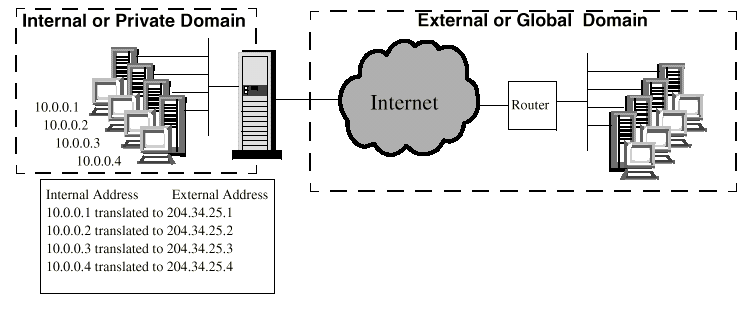 Internal or Private Domain
External or Global Domain
10.0.0.1
10.0.0.2
10.0.0.3
10.0.0.4
Internet
Router
Internal Address External Address
10.0.0.1 translated to 204.34.25.1
10.0.0.2 translated to 204.34.25.2
10.0.0.3 translated to 204.34.25.3
10.0.0.4 translated to 204.34.25.4